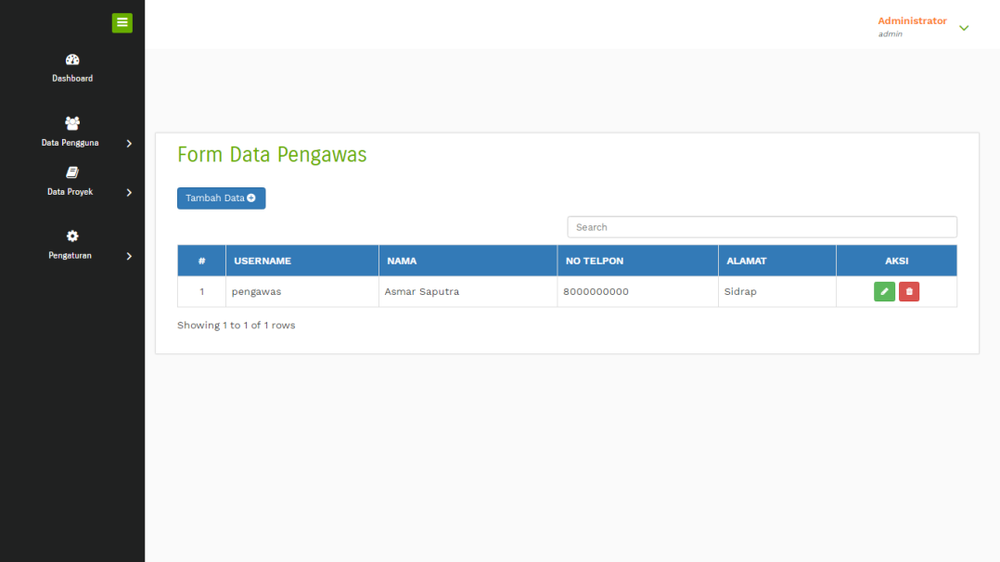 Administrator
admin
Dashboard
Data Pengguna
Data Proyek
Pengaturan
Form Data Pengawas
Tambah Data
Search
# USERNAME NAMA NO TELPON ALAMAT AKSI
1 pengawas Asmar Saputra 8000000000 Sidrap
Showing 1 to 1 of 1 rows